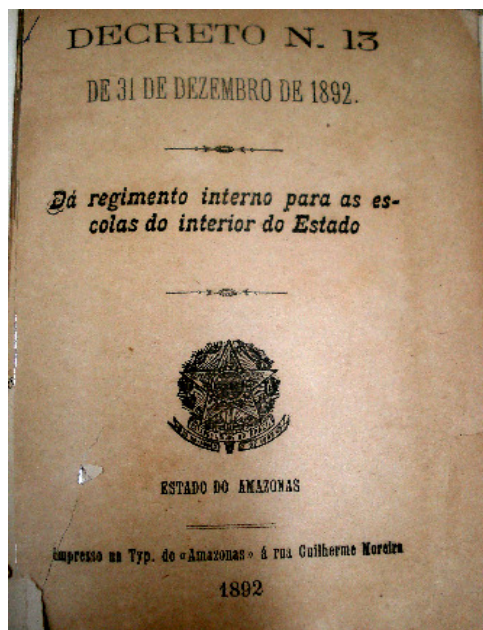 DECRETO N. 13
DE 31 DE DEZEMBRO DE 1892.
Dá regimento interno para as es-
colas do interior do Estado
ESTADO DO AMAZONAS
Impresso na Typ. do «Amazonas» á rua Guilherme Moreira
1892